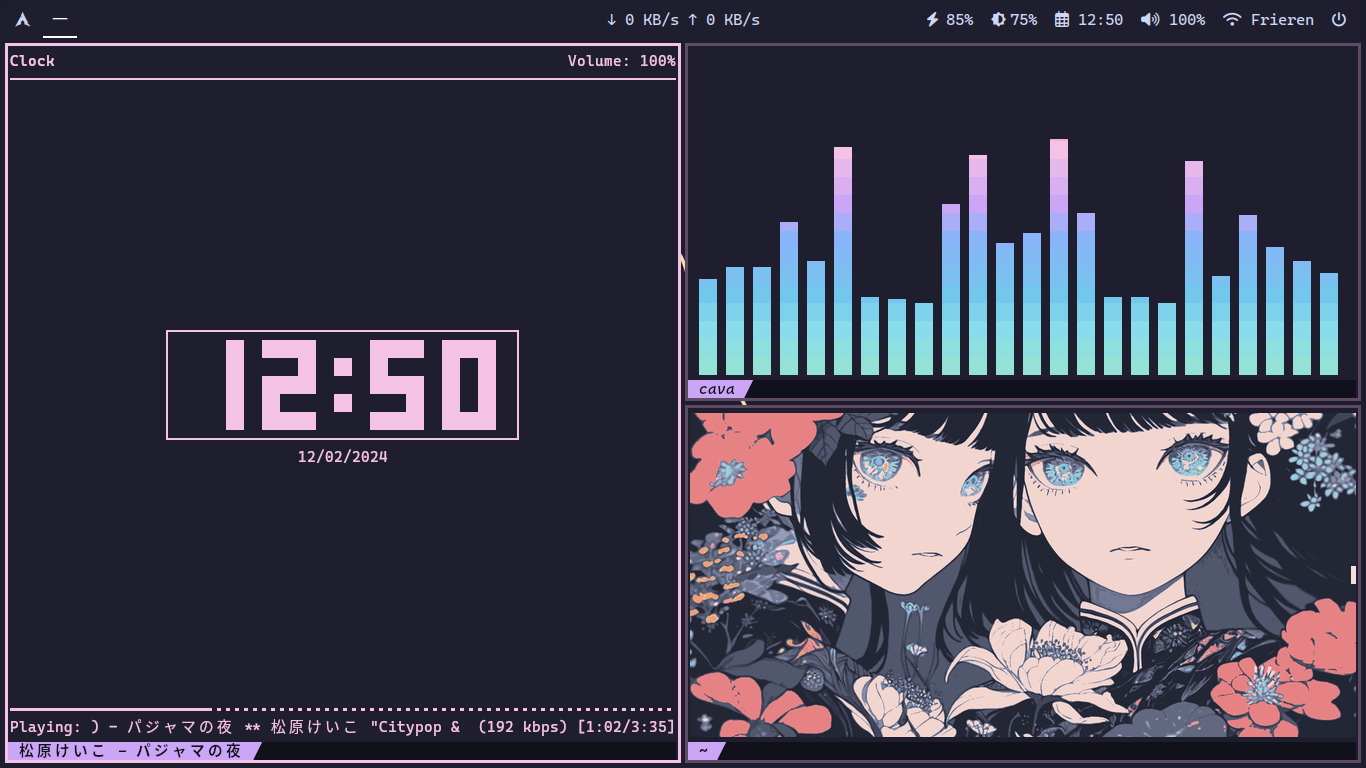 ↓ 0 KB/s ↑ 0 KB/s
85% 75% 12:50 100% Frieren
Clock Volume: 100%
12:50
12/02/2024
Playing: ) - パジャマの夜 ** 松原けいこ "Citypop & (192 kbps) [1:02/3:35]
松原けいこ - パジャマの夜
cava
~